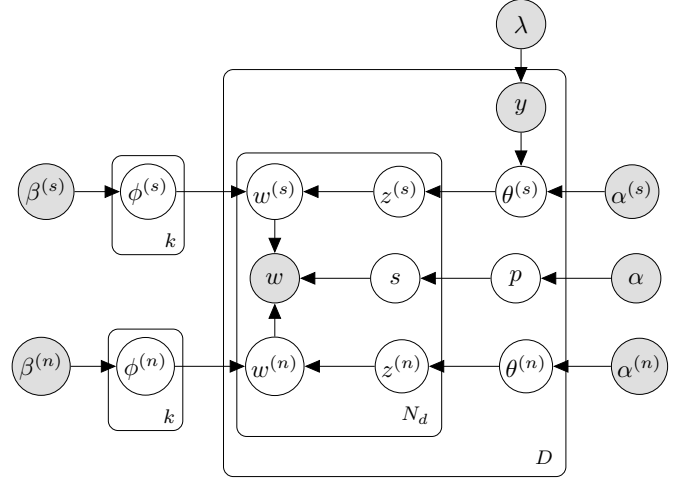 λ
y
β^(s) ϕ^(s) w^(s) z^(s) θ^(s) α^(s)
k
w s p α
β^(n) ϕ^(n) w^(n) z^(n) θ^(n) α^(n)
k N_d
D